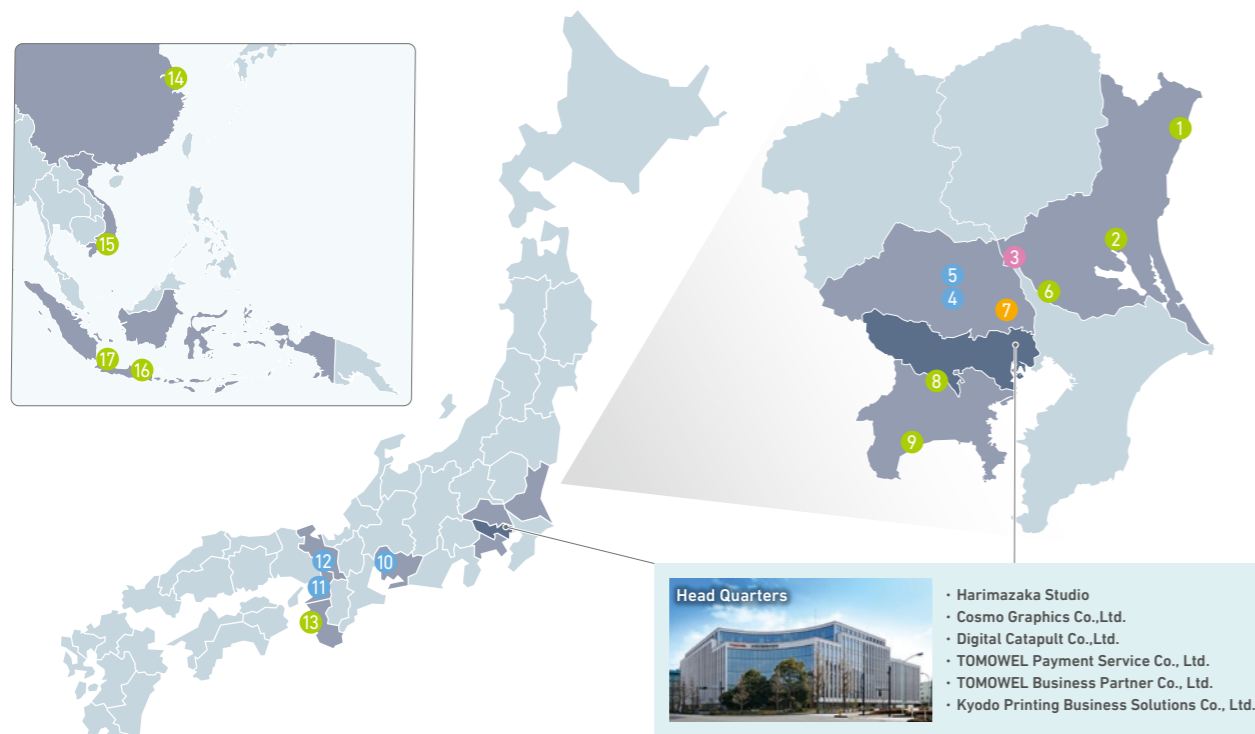 14
15
17
16
1
2
3
5
4
6
7
8
9
12
10
11
13
Head Quarters
・Harimazaka Studio
・Cosmo Graphics Co.,Ltd.
・Digital Catapult Co.,Ltd.
・TOMOWEL Payment Service Co., Ltd.
・TOMOWEL Business Partner Co., Ltd.
・Kyodo Printing Business Solutions Co., Ltd.